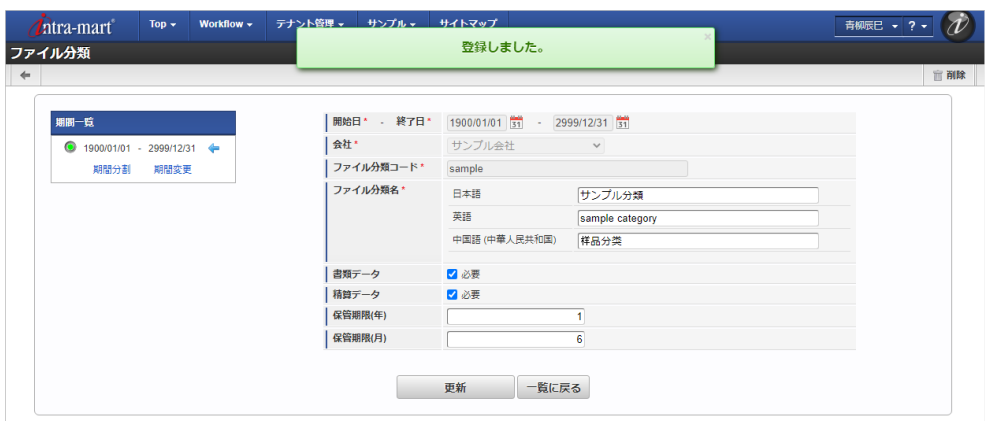 intra-mart® Top Workflow テナント管理 サンプル サイトマップ 青柳辰巳 ?
登録しました。 ×
ファイル分類
削除
期間一覧
1900/01/01 - 2999/12/31
期間分割 期間変更
開始日* - 終了日* 1900/01/01 31 - 2999/12/31 31
会社* サンプル会社
ファイル分類コード* sample
ファイル分類名* 日本語 サンプル分類
英語 sample category
中国語 (中華人民共和国) 样品分类
書類データ 必要
精算データ 必要
保管期限(年) 1
保管期限(月) 6
更新 一覧に戻る